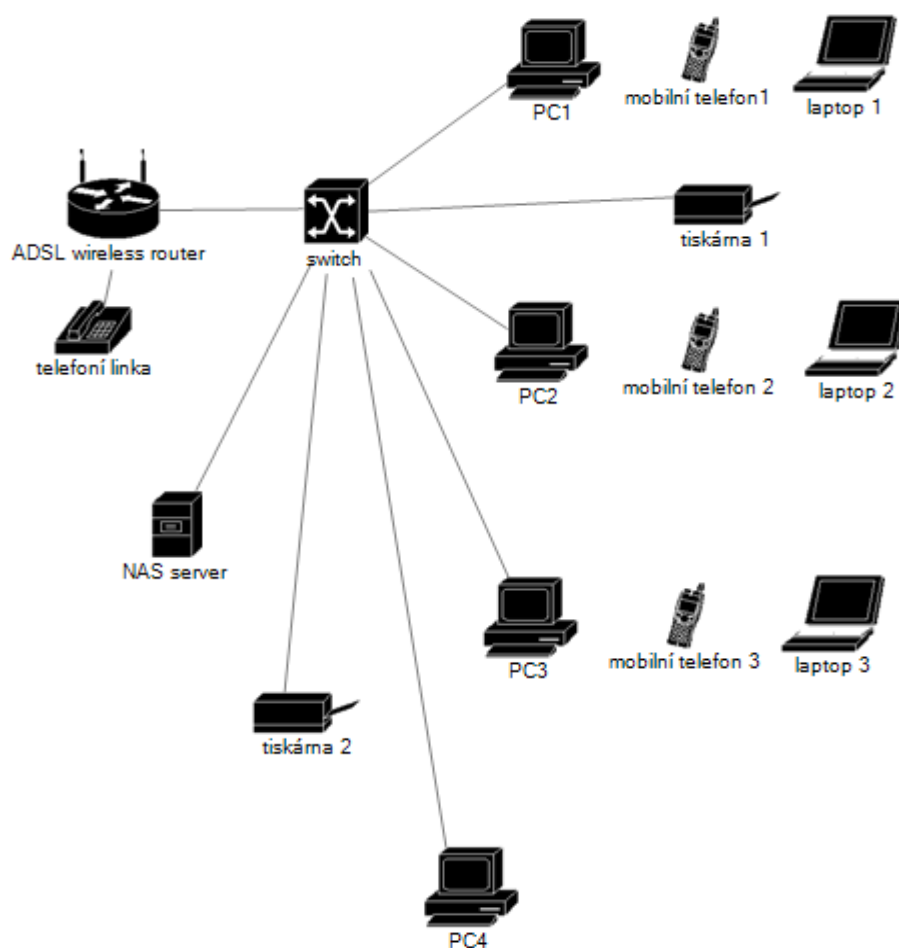 PC1
mobilní telefon1
laptop 1
ADSL wireless router
switch
tiskárna 1
telefoní linka
PC2
mobilní telefon 2
laptop 2
NAS server
PC3
mobilní telefon 3
laptop 3
tiskárna 2
PC4